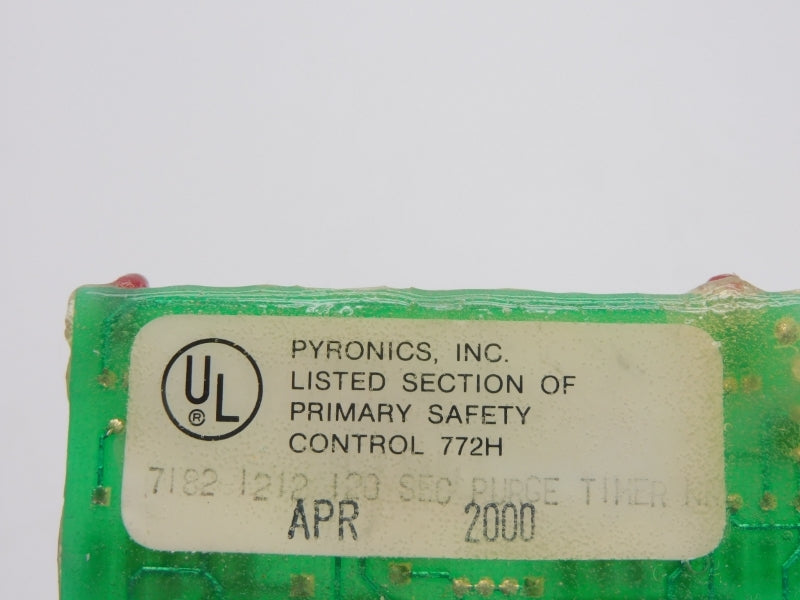 UL®
PYRONICS, INC.
LISTED SECTION OF
PRIMARY SAFETY
CONTROL 772H
7182 1212 120 SEC PURGE TIMER
APR 2000